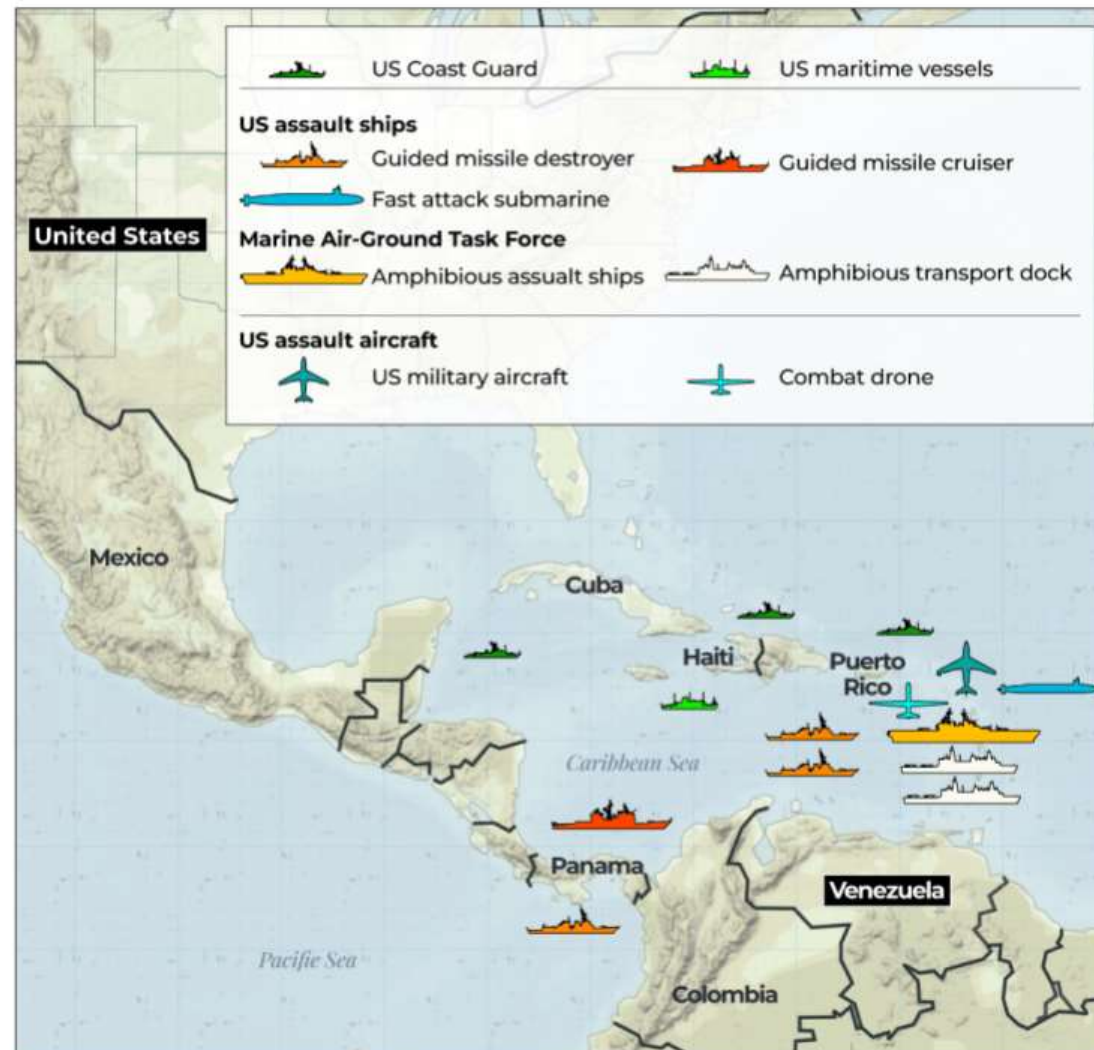 US Coast Guard
US maritime vessels
US assault ships
Guided missile destroyer
Guided missile cruiser
Fast attack submarine
Marine Air-Ground Task Force
Amphibious assualt ships
Amphibious transport dock
US assault aircraft
US military aircraft
Combat drone
United States
Mexico
Cuba
Haiti
Puerto
Rico
Caribbean Sea
Panama
Venezuela
Pacific Sea
Colombia